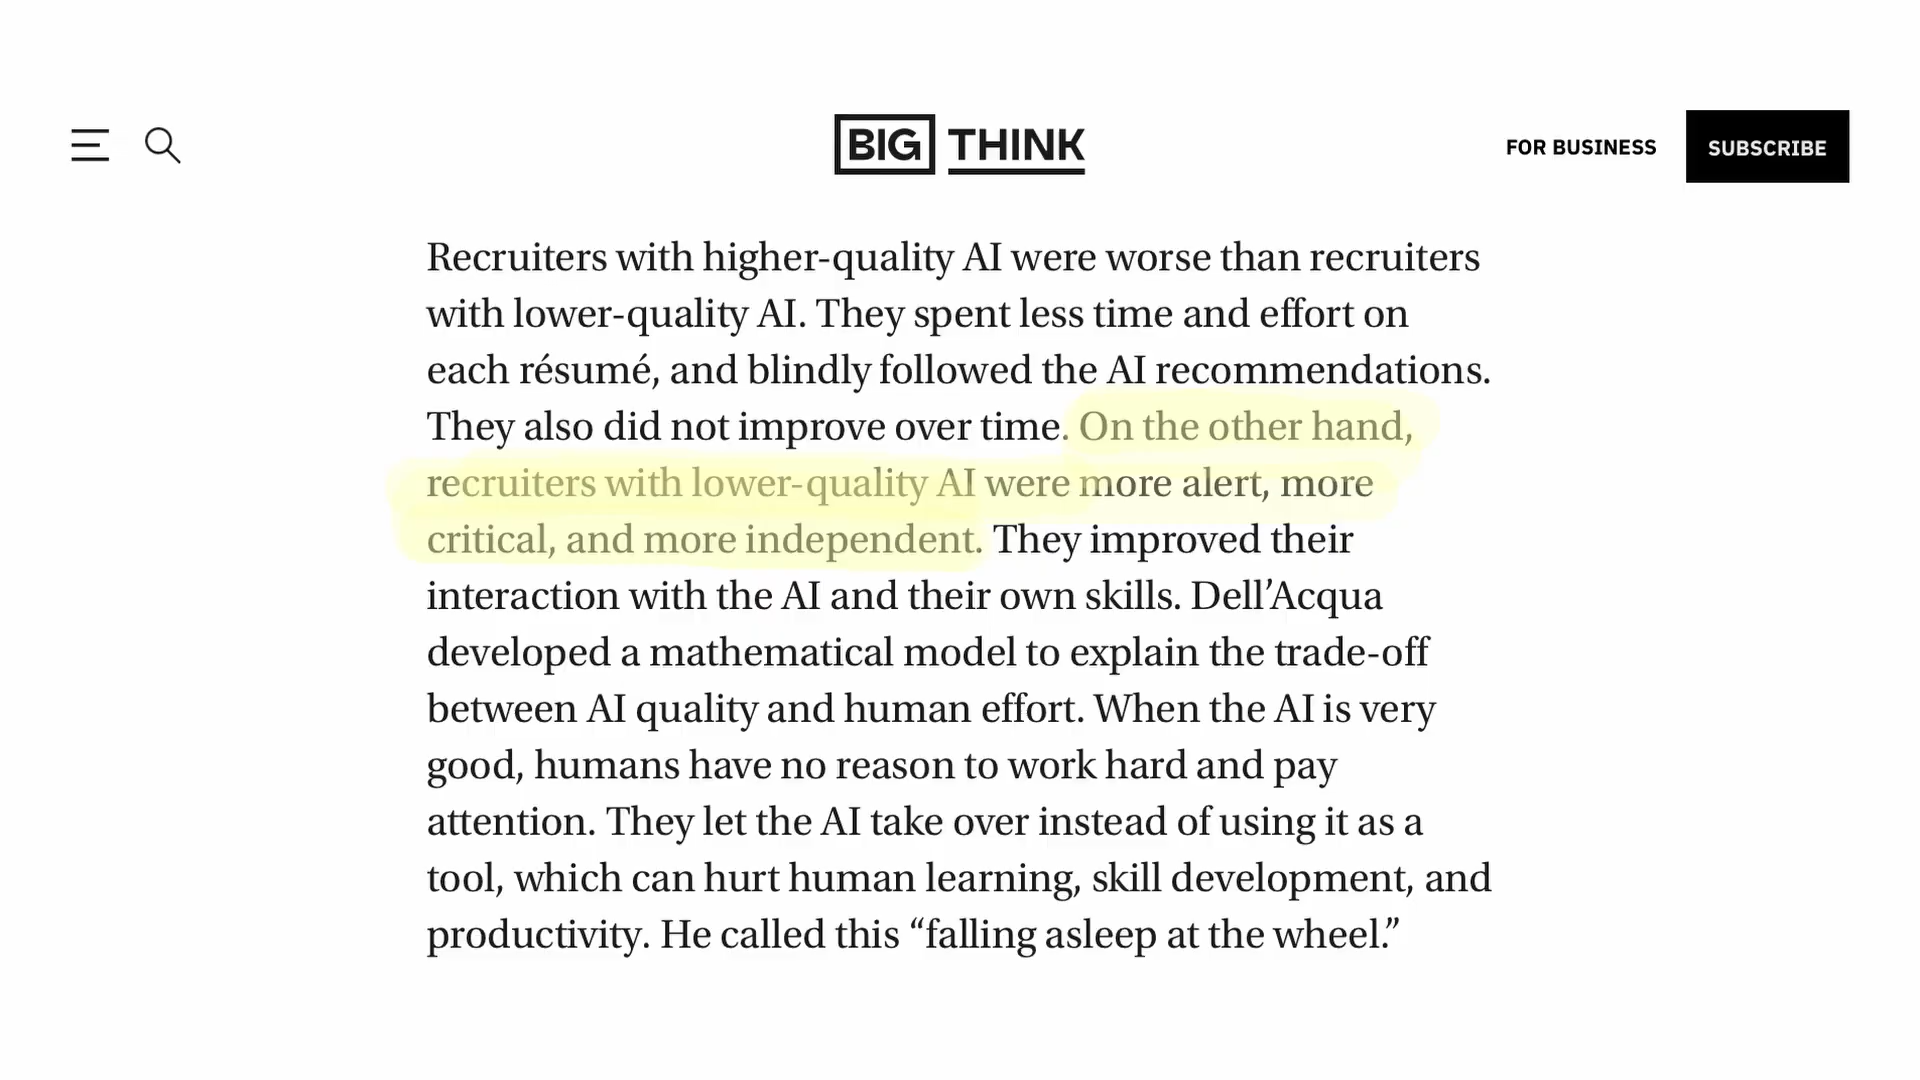 BIG THINK
FOR BUSINESS
SUBSCRIBE
Recruiters with higher-quality AI were worse than recruiters
with lower-quality AI. They spent less time and effort on
each résumé, and blindly followed the AI recommendations.
They also did not improve over time. On the other hand,
recruiters with lower-quality AI were more alert, more
critical, and more independent. They improved their
interaction with the AI and their own skills. Dell’Acqua
developed a mathematical model to explain the trade-off
between AI quality and human effort. When the AI is very
good, humans have no reason to work hard and pay
attention. They let the AI take over instead of using it as a
tool, which can hurt human learning, skill development, and
productivity. He called this “falling asleep at the wheel.”